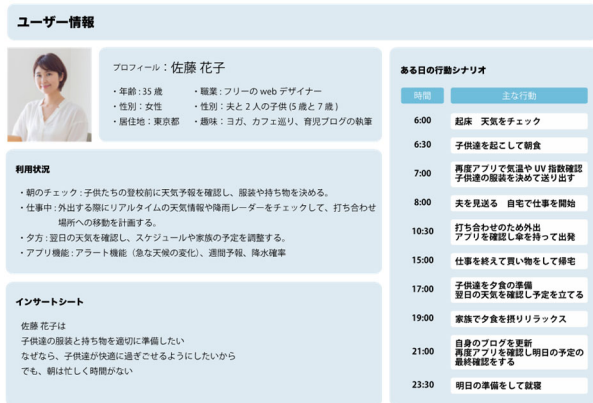 ユーザー情報
プロフィール：佐藤 花子
・年齢：35 歳
・職業：フリーの web デザイナー
・性別：女性
・性別：夫と 2 人の子供 (5 歳と 7 歳)
・居住地：東京都
・趣味：ヨガ、カフェ巡り、育児ブログの執筆
利用状況
・朝のチェック：子供たちの登校前に天気予報を確認し、服装や持ち物を決める。
・仕事中：外出する際にリアルタイムの天気情報や降雨レーダーをチェックして、打ち合わせ
場所への移動を計画する。
・夕方：翌日の天気を確認し、スケジュールや家族の予定を調整する。
・アプリ機能：アラート機能（急な天候の変化）、週間予報、降水確率
インサートシート
佐藤 花子は
子供達の服装と持ち物を適切に準備したい
なぜなら、子供達が快適に過ごせるようにしたいから
でも、朝は忙しく時間がない
ある日の行動シナリオ
時間 主な行動
6:00 起床　天気をチェック
6:30 子供達を起こして朝食
7:00 再度アプリで気温や UV 指数確認
子供達の服装を決めて送り出す
8:00 夫を見送る　自宅で仕事を開始
10:30 打ち合わせのため外出
アプリを確認し傘を持って出発
15:00 仕事を終えて買い物をして帰宅
17:00 子供達を夕食の準備
翌日の天気を確認し予定を立てる
19:00 家族で夕食を摂りリラックス
21:00 自身のブログを更新
再度アプリを確認し明日の予定の
最終確認をする
23:30 明日の準備をして就寝